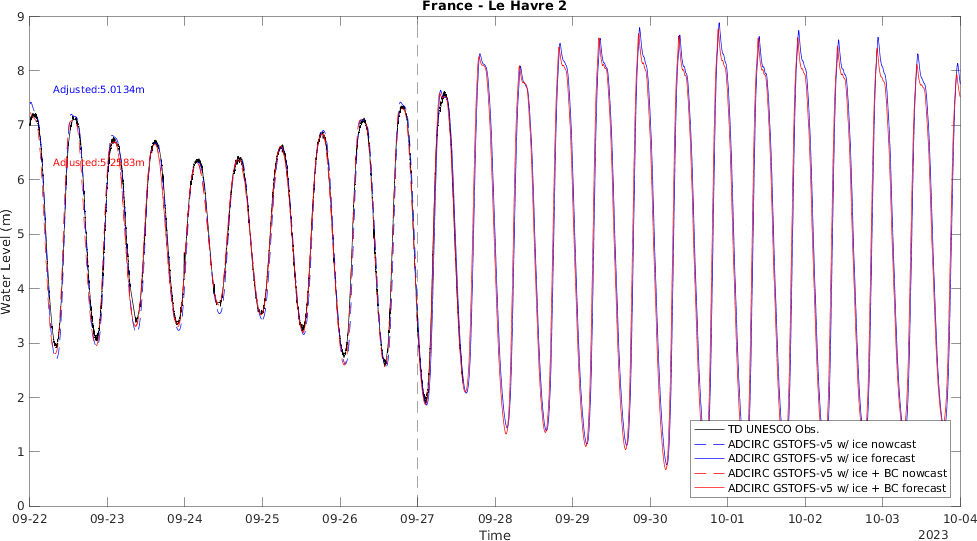 France - Le Havre 2
9
8
7
6
5
4
3
2
1
0
Water Level (m)
Adjusted:5.0134m
Adjusted:5.2583m
TD UNESCO Obs.
ADCIRC GSTOFS-v5 w/ ice nowcast
ADCIRC GSTOFS-v5 w/ ice forecast
ADCIRC GSTOFS-v5 w/ ice + BC nowcast
ADCIRC GSTOFS-v5 w/ ice + BC forecast
09-22 09-23 09-24 09-25 09-26 09-27 09-28 09-29 09-30 10-01 10-02 10-03 10-04
Time
2023